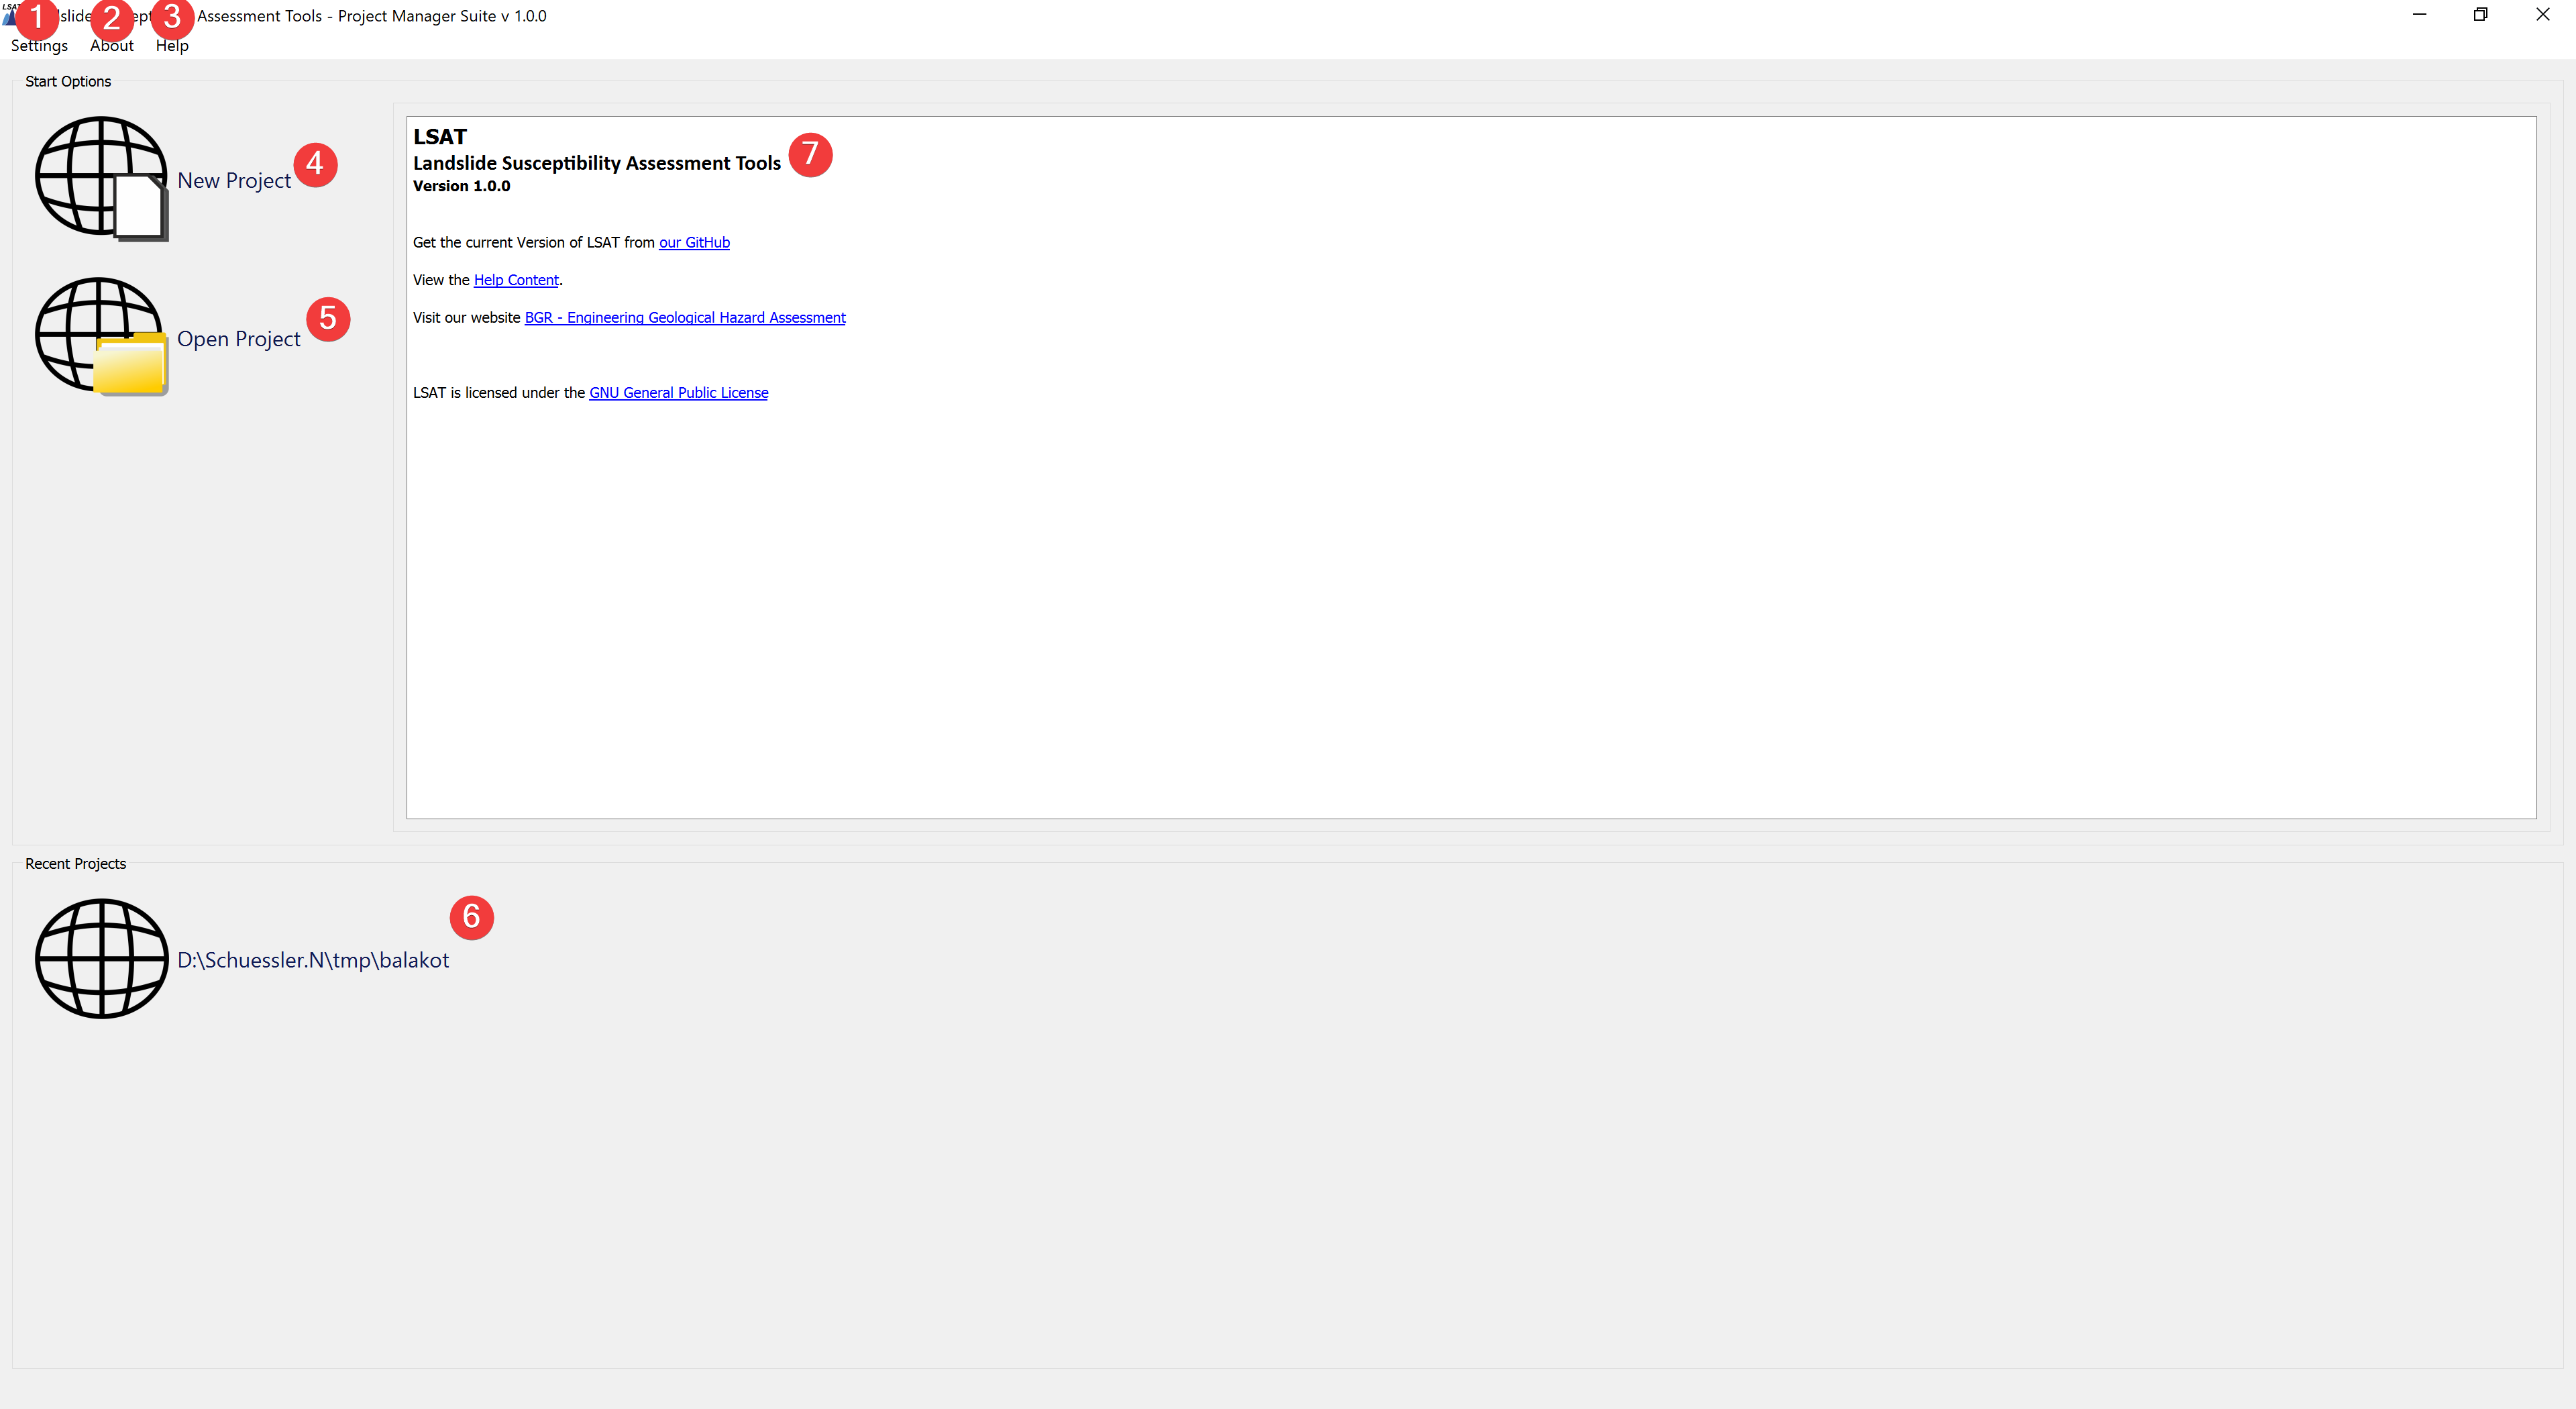 LSAT
1 2 3
slide ept Assessment Tools - Project Manager Suite v 1.0.0
Settings About Help
Start Options
New Project 4
Open Project 5
LSAT
Landslide Susceptibility Assessment Tools 7
Version 1.0.0
Get the current Version of LSAT from our GitHub
View the Help Content.
Visit our website BGR - Engineering Geological Hazard Assessment
LSAT is licensed under the GNU General Public License
Recent Projects
6
D:\Schuessler.N\tmp\balakot